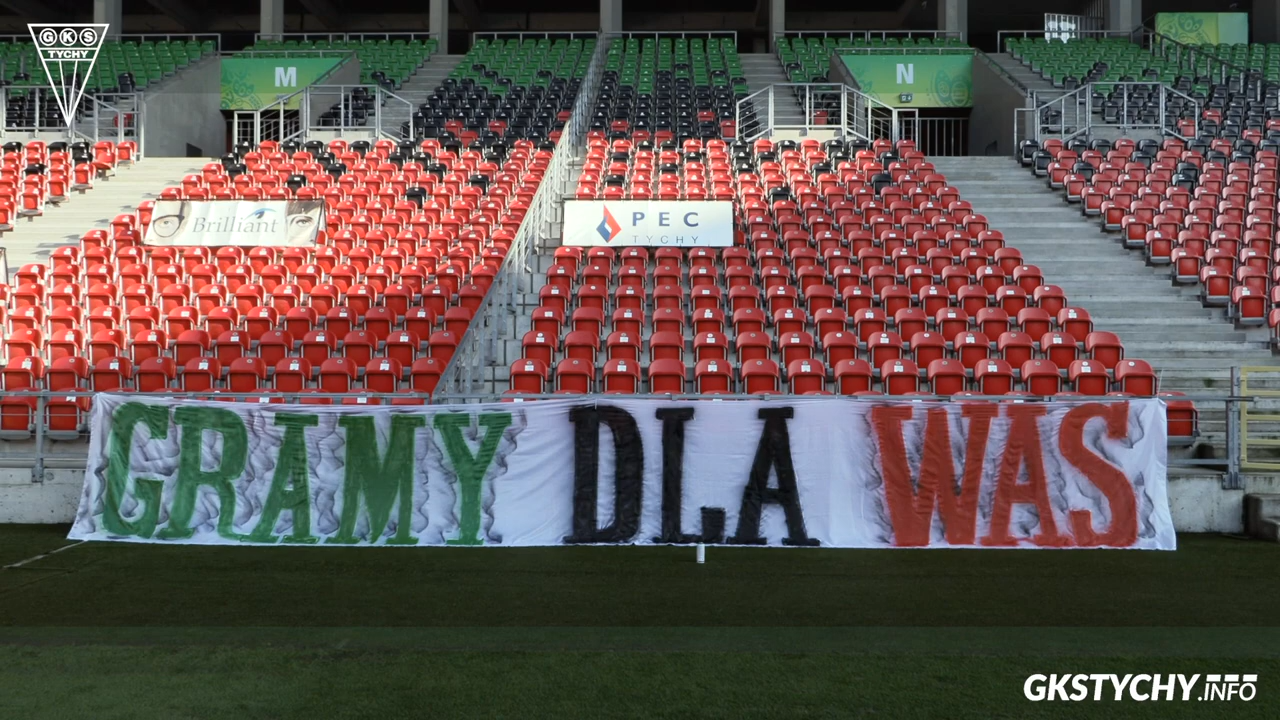 GKS
TYCHY
M
N
Brilliant
PEC
TYCHY
GRAMY DLA WAS
GKSTYCHY.INFO